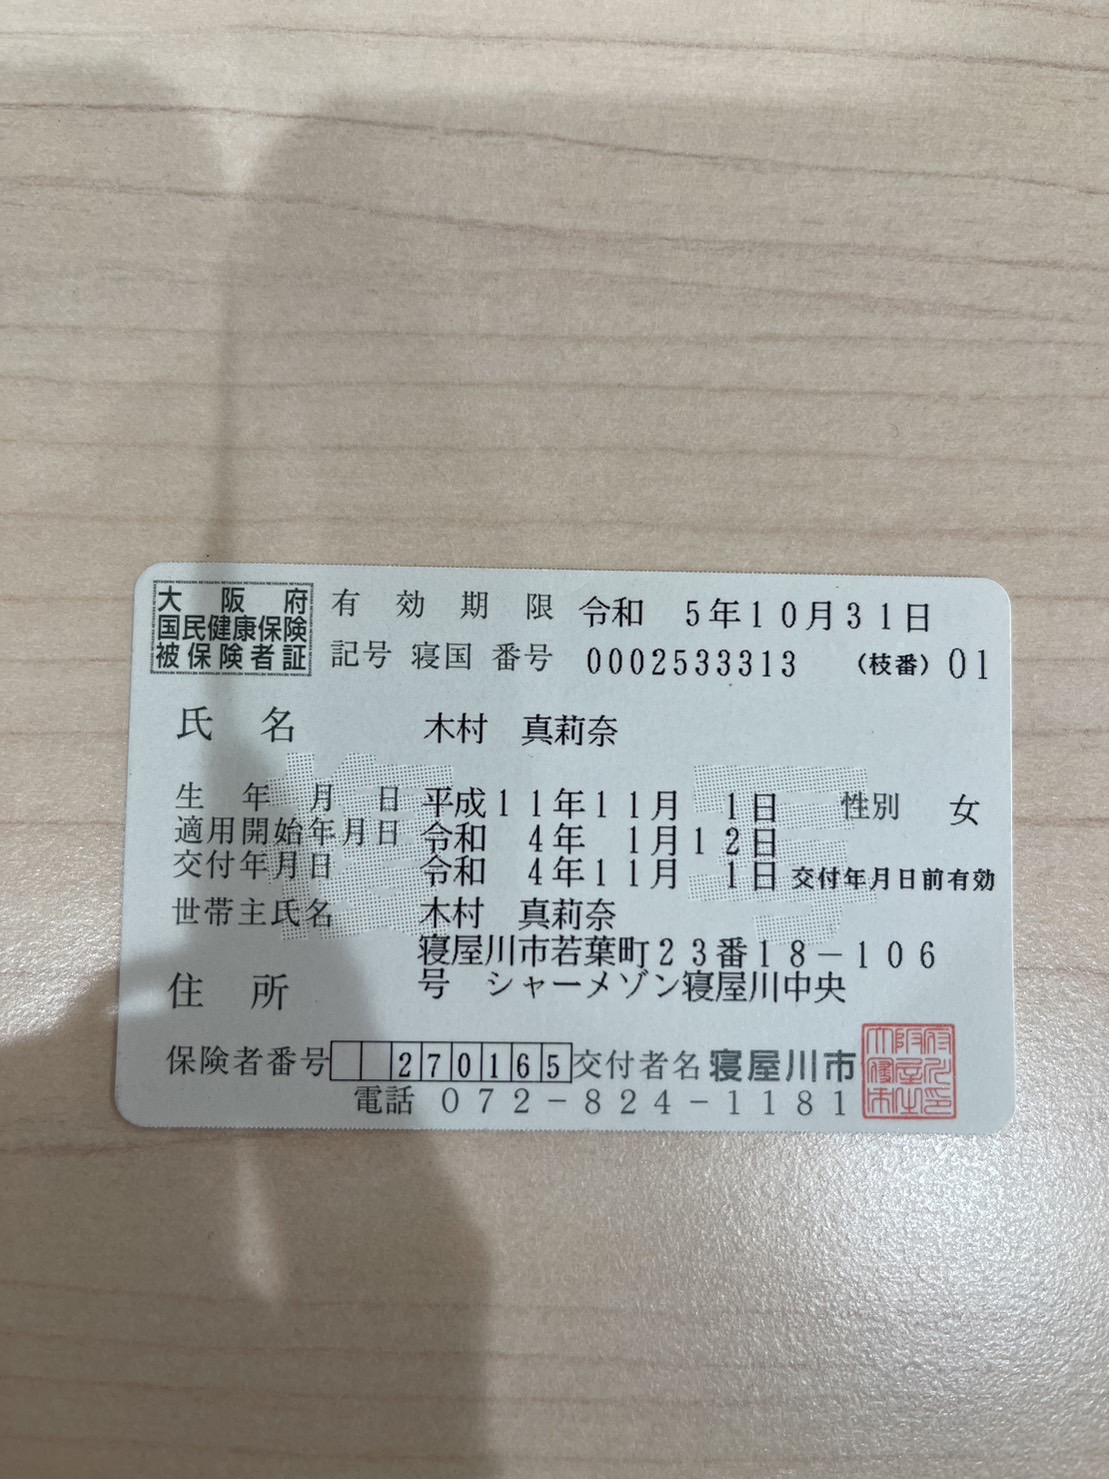 大阪府
国民健康保険
被保険者証
有効期限 令和 5年10月31日
記号 寝国 番号 0002533313 (枝番) 01
氏名 木村 真莉奈
生年月日 平成11年11月 1日 性別 女
適用開始年月日 令和 4年 1月12日
交付年月日 令和 4年11月 1日 交付年月日前有効
世帯主氏名 木村 真莉奈
住所 寝屋川市若葉町23番18-106
号 シャーメゾン寝屋川中央
保険者番号 270165 交付者名 寝屋川市
電話 072-824-1181